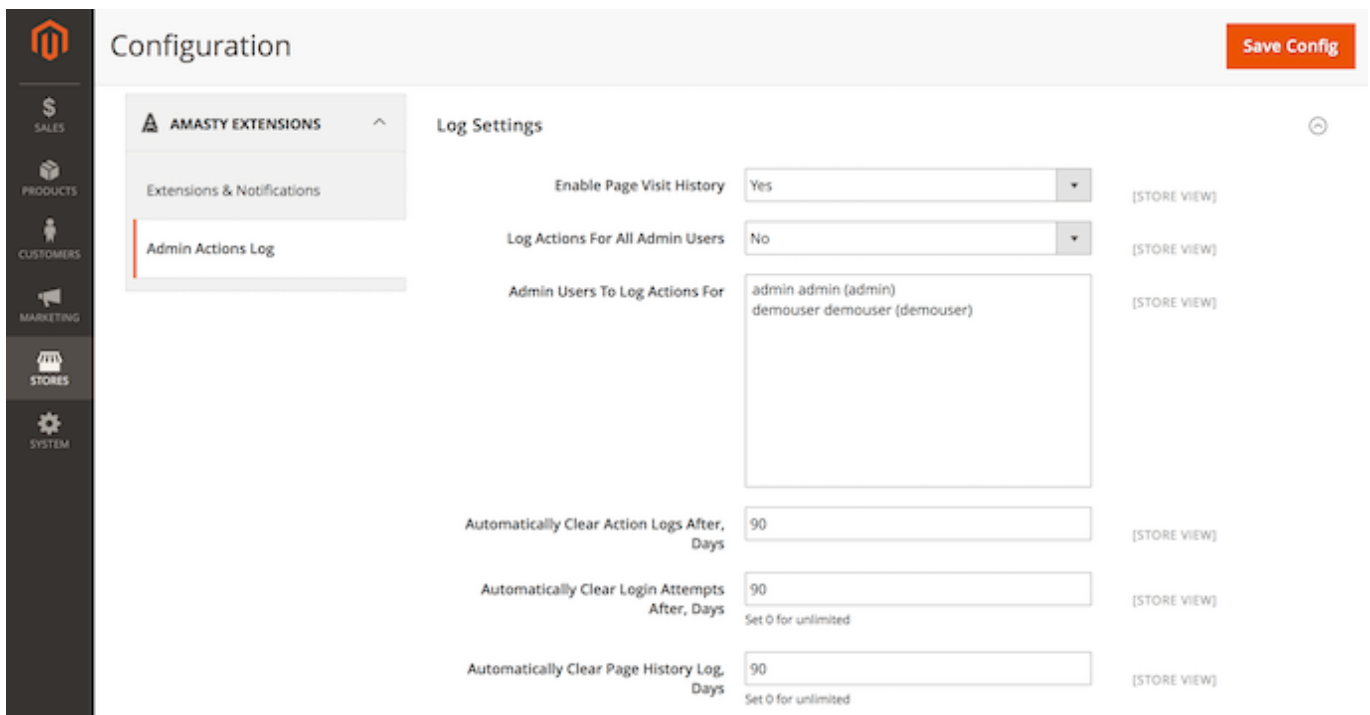 Configuration
Save Config
SALES
PRODUCTS
CUSTOMERS
MARKETING
STORES
SYSTEM
AMASTY EXTENSIONS
Extensions & Notifications
Admin Actions Log
Log Settings
Enable Page Visit History
Yes
[STORE VIEW]
Log Actions For All Admin Users
No
[STORE VIEW]
Admin Users To Log Actions For
admin admin (admin)
demouser demouser (demouser)
[STORE VIEW]
Automatically Clear Action Logs After,
Days
90
[STORE VIEW]
Automatically Clear Login Attempts
After, Days
90
Set 0 for unlimited
[STORE VIEW]
Automatically Clear Page History Log,
Days
90
Set 0 for unlimited
[STORE VIEW]